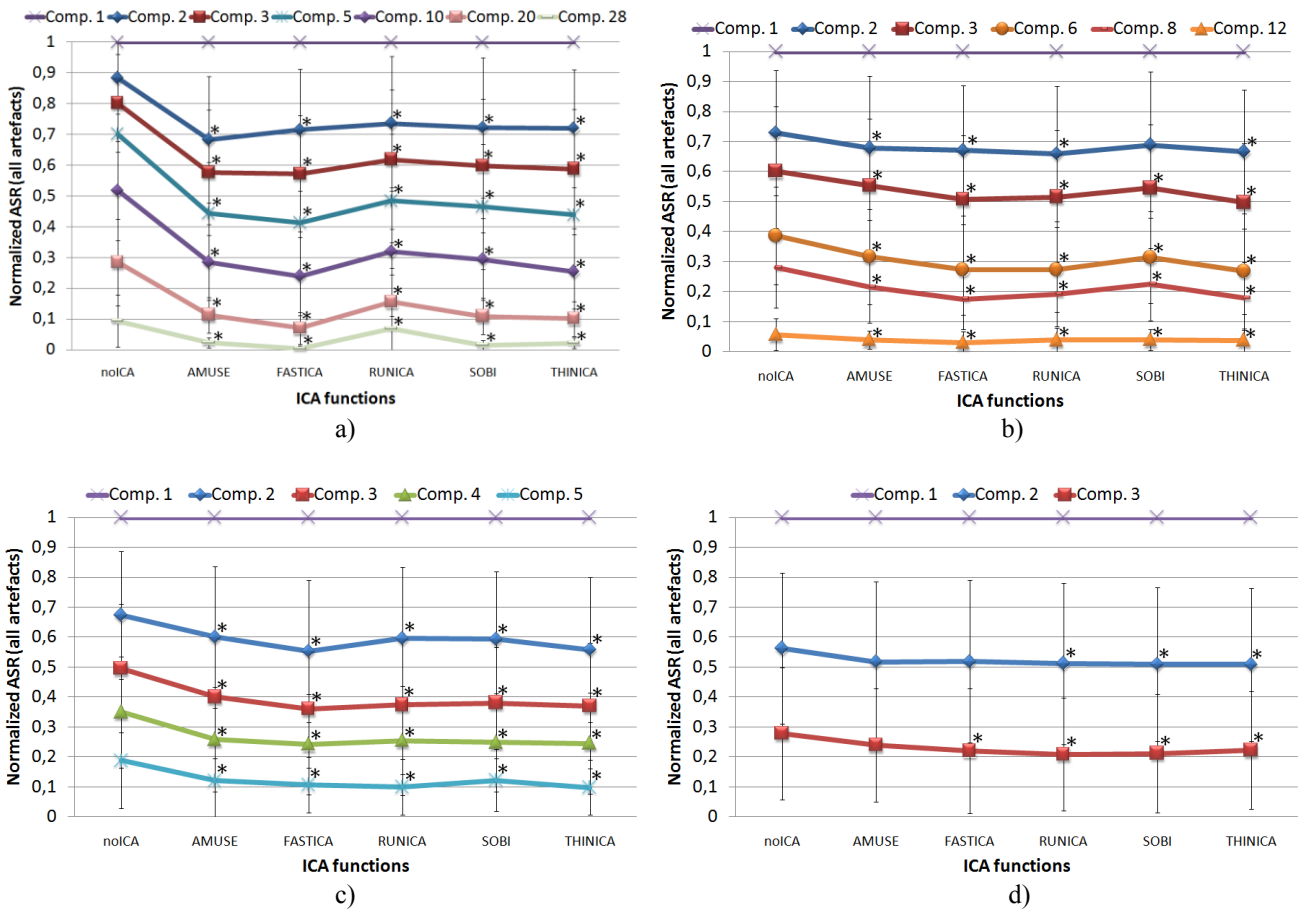 Comp. 1 Comp. 2 Comp. 3 Comp. 5 Comp. 10 Comp. 20 Comp. 28
Normalized ASR (all artefacts)
1
0,9
0,8
0,7
0,6
0,5
0,4
0,3
0,2
0,1
0
* * * * *
* * * * *
* * * * *
* * * * *
* * * * *
* * * * *
noICA AMUSE FASTICA RUNICA SOBI THINICA
ICA functions
a)
Comp. 1 Comp. 2 Comp. 3 Comp. 6 Comp. 8 Comp. 12
Normalized ASR (all artefacts)
1
0,9
0,8
0,7
0,6
0,5
0,4
0,3
0,2
0,1
0
* * * * *
* * * * *
* * * * *
* * * * *
* * * * *
noICA AMUSE FASTICA RUNICA SOBI THINICA
ICA functions
b)
Comp. 1 Comp. 2 Comp. 3 Comp. 4 Comp. 5
Normalized ASR (all artefacts)
1
0,9
0,8
0,7
0,6
0,5
0,4
0,3
0,2
0,1
0
* * * * *
* * * * *
* * * * *
* * * * *
noICA AMUSE FASTICA RUNICA SOBI THINICA
ICA functions
c)
Comp. 1 Comp. 2 Comp. 3
Normalized ASR (all artefacts)
1
0,9
0,8
0,7
0,6
0,5
0,4
0,3
0,2
0,1
0
* * *
* * * *
noICA AMUSE FASTICA RUNICA SOBI THINICA
ICA functions
d)